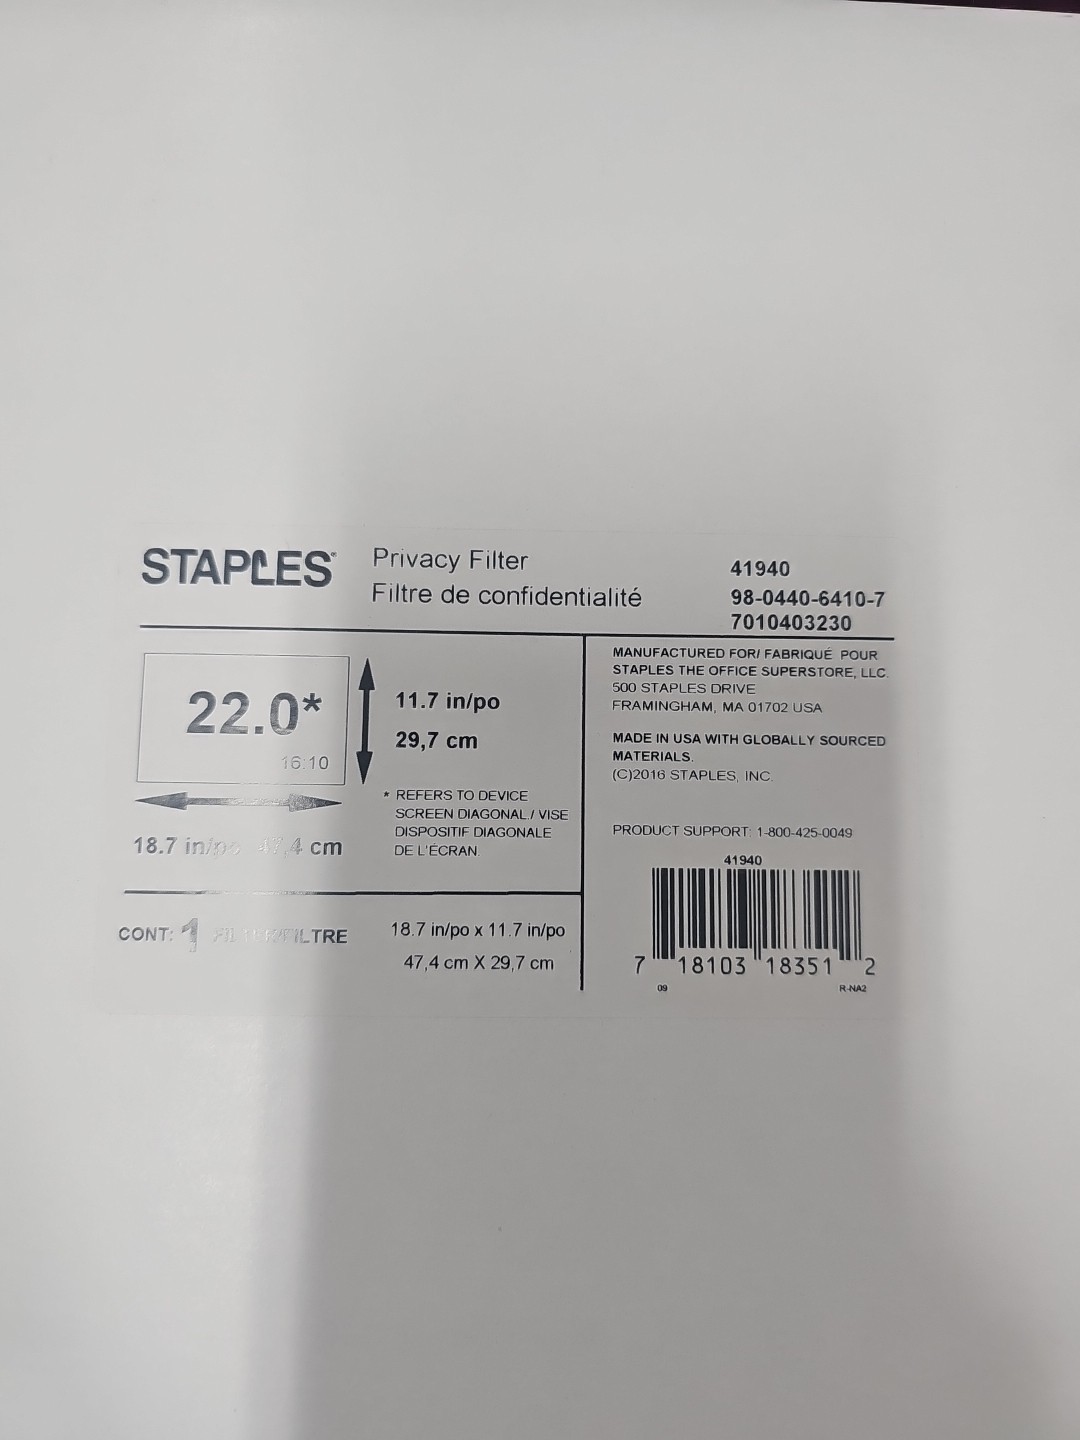 STAPLES
Privacy Filter
Filtre de confidentialité
41940
98-0440-6410-7
7010403230
22.0*
16:10
11.7 in/po
29,7 cm
18.7 in/po 47,4 cm
* REFERS TO DEVICE
SCREEN DIAGONAL / VISE
DISPOSITIF DIAGONALE
DE L'ÉCRAN.
CONT: 1 FILTRE
18.7 in/po x 11.7 in/po
47,4 cm X 29,7 cm
MANUFACTURED FOR/ FABRIQUÉ POUR
STAPLES THE OFFICE SUPERSTORE, LLC.
500 STAPLES DRIVE
FRAMINGHAM, MA 01702 USA
MADE IN USA WITH GLOBALLY SOURCED
MATERIALS.
(C)2016 STAPLES, INC.
PRODUCT SUPPORT: 1-800-425-0049
41940
7 18103 18351 2
09
R-NA2